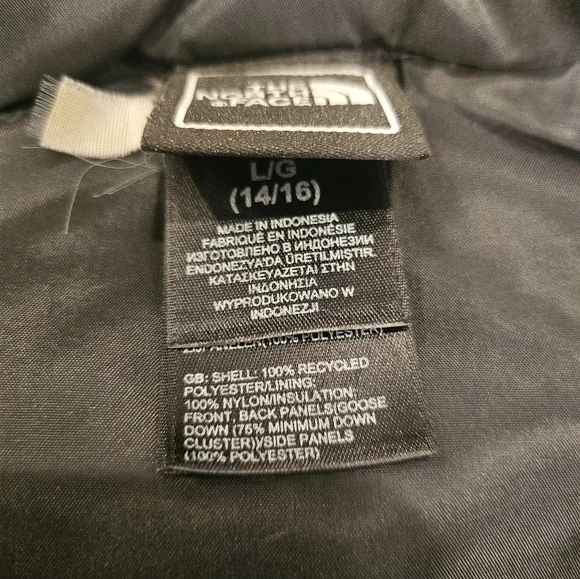 THE
NORTH
FACE
L/G
(14/16)
MADE IN INDONESIA
FABRIQUÉ EN INDONÉSIE
ИЗГОТОВЛЕНО В ИНДОНЕЗИИ
ENDONEZYA'DA ÜRETILMIŞTIR
ΚΑΤΑΣΚΕΥΑΖΕΤΑΙ ΣΤΗΝ
ΙΝΔΟΝΗΣΙΑ
WYPRODUKOWANO W
INDONEZJI
POLYESTER)
GB: SHELL: 100% RECYCLED
POLYESTER/LINING:
100% NYLON/INSULATION:
FRONT, BACK PANELS(GOOSE
DOWN (75% MINIMUM DOWN
CLUSTER))/SIDE PANELS
(100% POLYESTER)